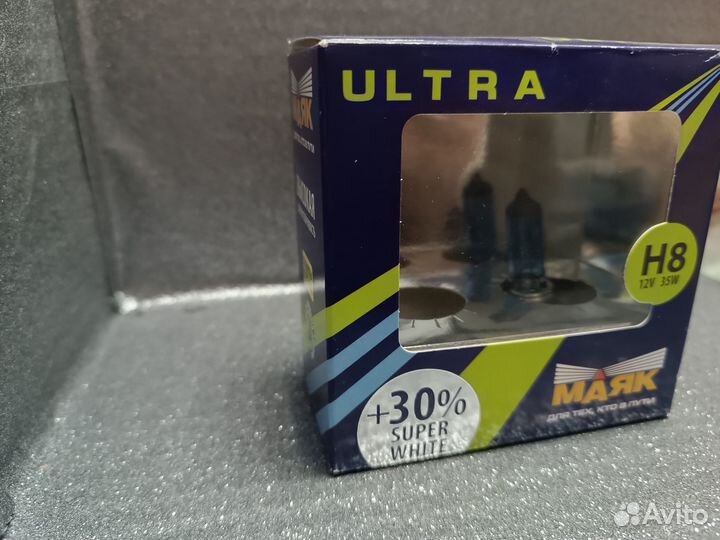 ULTRA
МАЯК
H8
12V 35W
МАЯК
ДЛЯ ТЕХ, КТО В ПУТИ
+30%
SUPER
WHITE
Avito